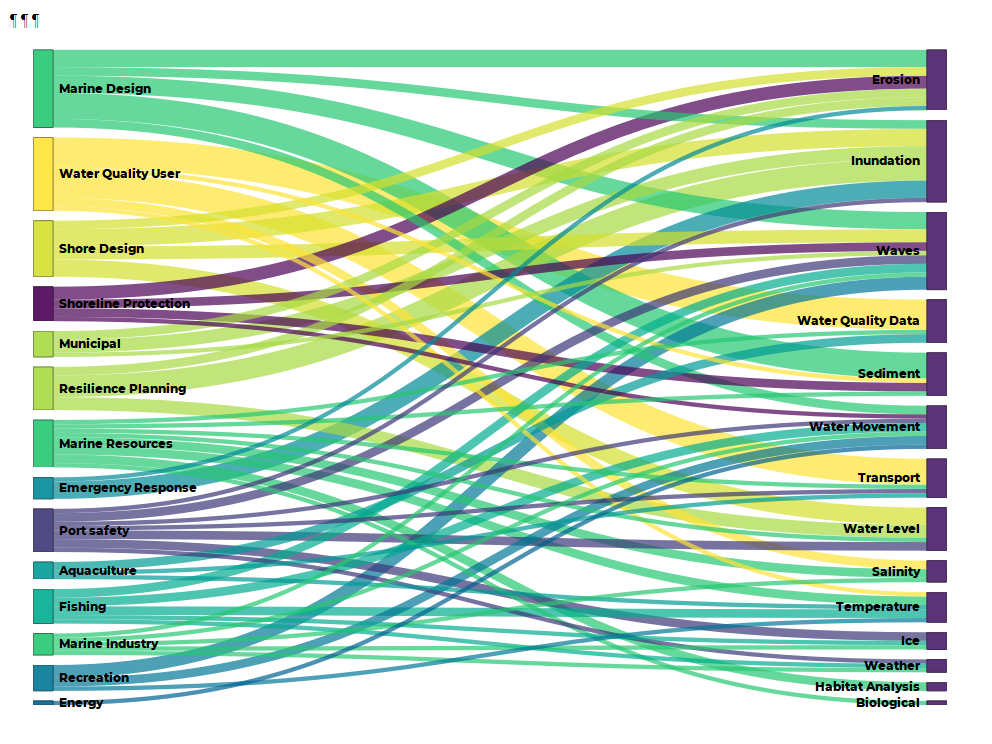 ¶¶¶
Marine Design
Water Quality User
Shore Design
Shoreline Protection
Municipal
Resilience Planning
Marine Resources
Emergency Response
Port safety
Aquaculture
Fishing
Marine Industry
Recreation
Energy
Erosion
Inundation
Waves
Water Quality Data
Sediment
Water Movement
Transport
Water Level
Salinity
Temperature
Ice
Weather
Habitat Analysis
Biological